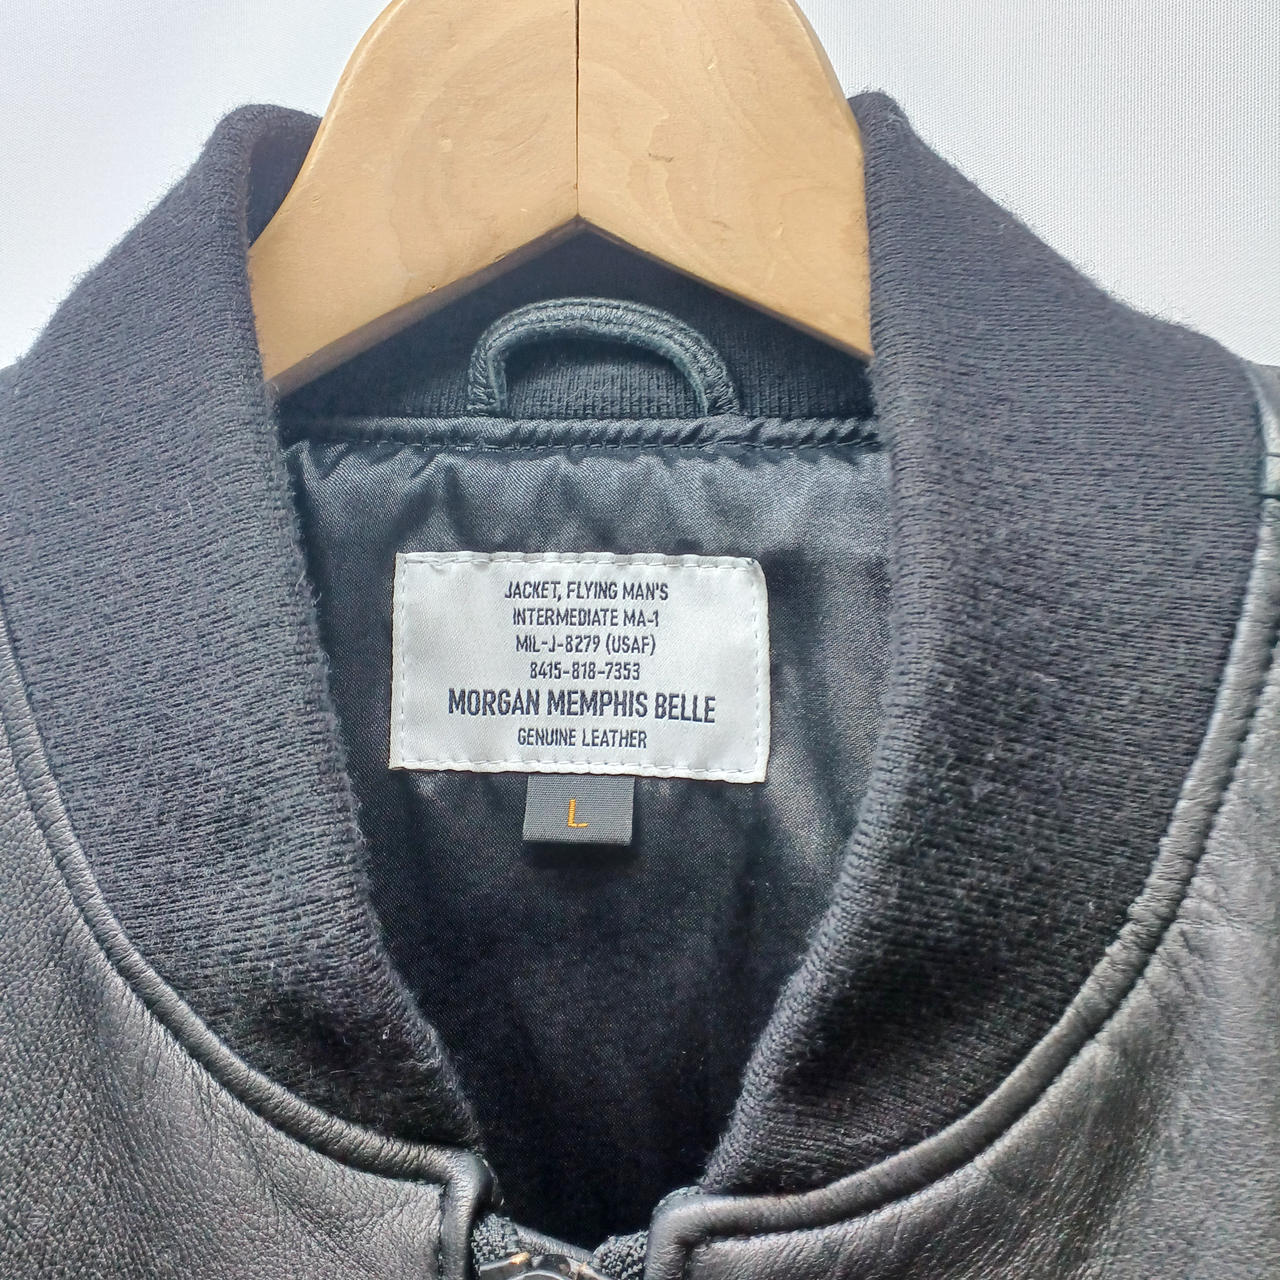 JACKET, FLYING MAN'S
INTERMEDIATE MA-1
MIL-J-8279 (USAF)
8415-818-7353
MORGAN MEMPHIS BELLE
GENUINE LEATHER
L